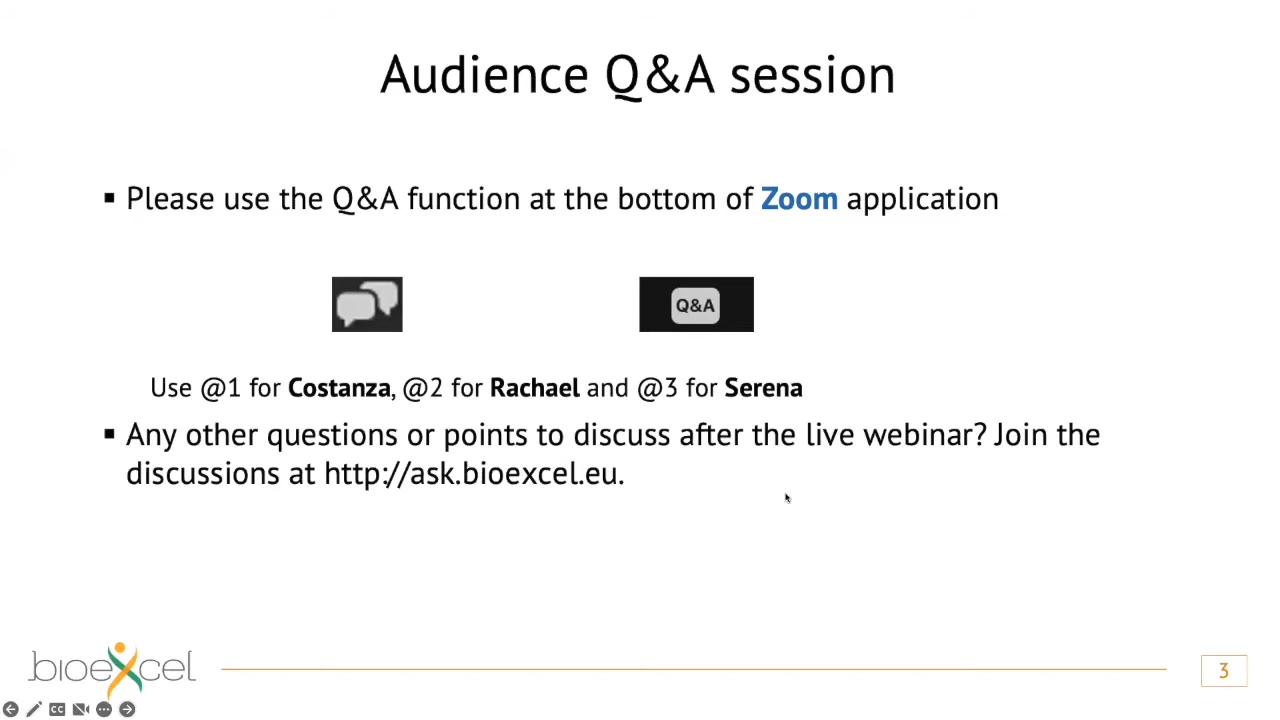 Audience Q&A session
▪ Please use the Q&A function at the bottom of Zoom application
Q&A
Use @1 for Costanza, @2 for Rachael and @3 for Serena
▪ Any other questions or points to discuss after the live webinar? Join the
discussions at http://ask.bioexcel.eu.
bioexcel
3
CC